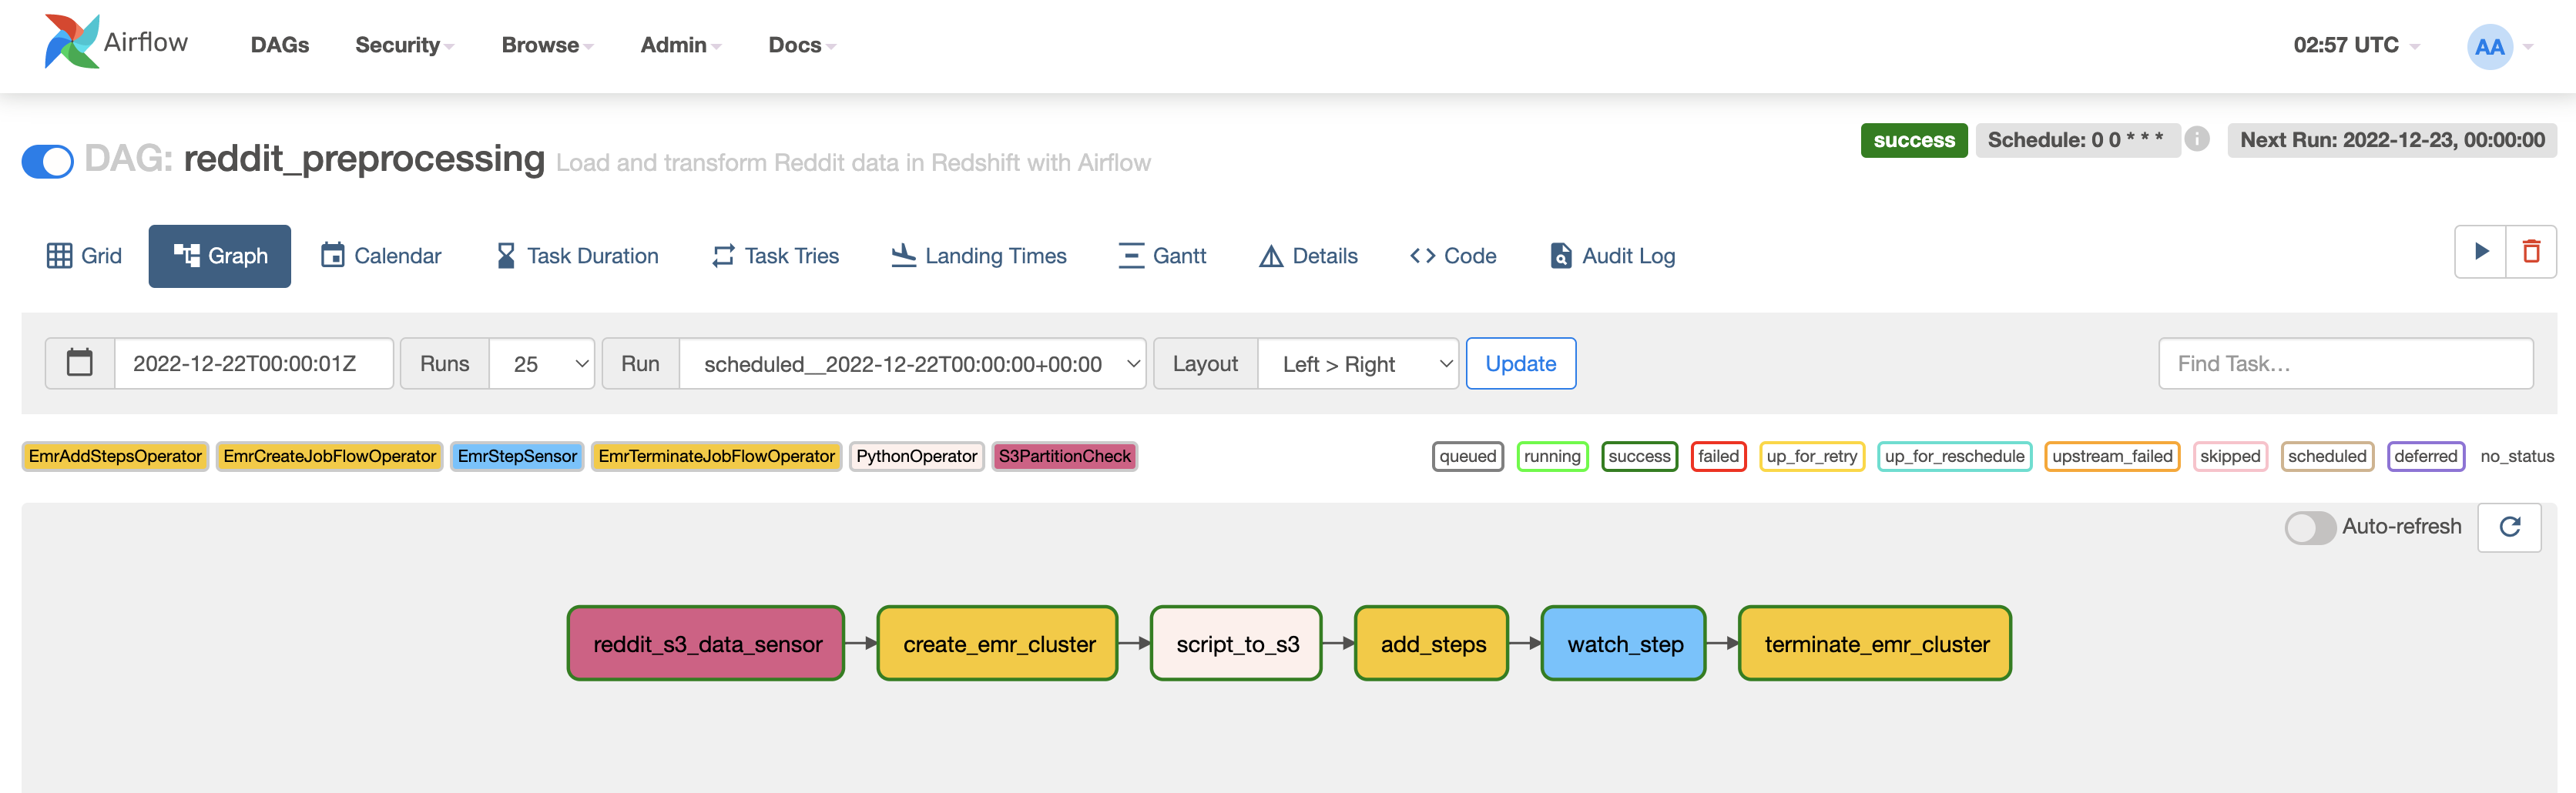 Airflow DAGs Security Browse Admin Docs 02:57 UTC AA
success Schedule: 0 0 * * * i Next Run: 2022-12-23, 00:00:00
DAG: reddit_preprocessing Load and transform Reddit data in Redshift with Airflow
Grid Graph Calendar Task Duration Task Tries Landing Times Gantt Details Code Audit Log
2022-12-22T00:00:01Z Runs 25 Run scheduled__2022-12-22T00:00:00+00:00 Layout Left > Right Update Find Task...
EmrAddStepsOperator EmrCreateJobFlowOperator EmrStepSensor EmrTerminateJobFlowOperator PythonOperator S3PartitionCheck queued running success failed up_for_retry up_for_reschedule upstream_failed skipped scheduled deferred no_status
Auto-refresh
reddit_s3_data_sensor create_emr_cluster script_to_s3 add_steps watch_step terminate_emr_cluster